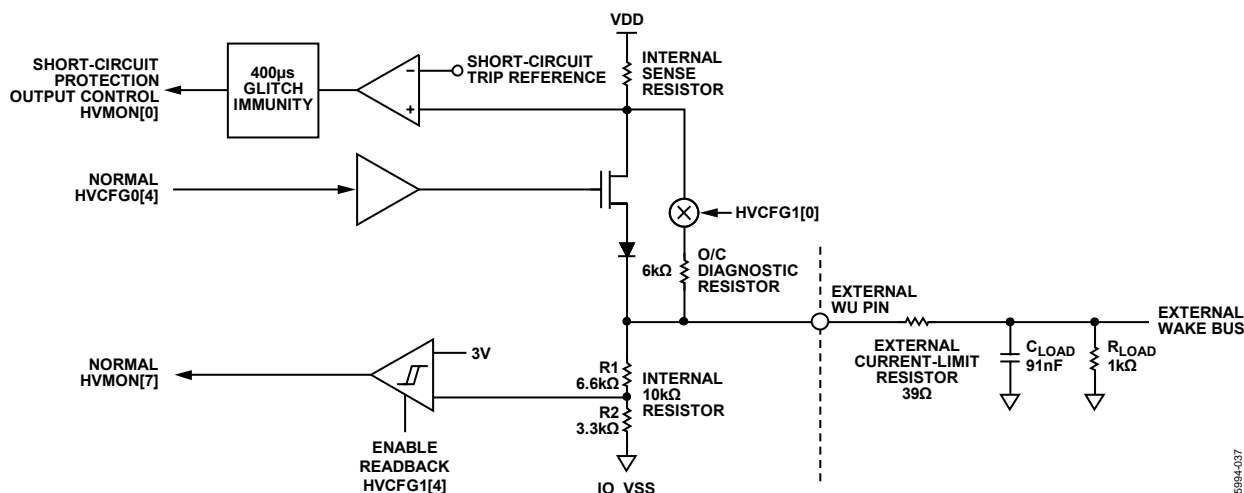 VDD
SHORT-CIRCUIT
PROTECTION
OUTPUT CONTROL
HVMON[0]
400µs
GLITCH
IMMUNITY
–
+
SHORT-CIRCUIT
TRIP REFERENCE
INTERNAL
SENSE
RESISTOR
NORMAL
HVCFG0[4]
HVCFG1[0]
6kΩ
O/C
DIAGNOSTIC
RESISTOR
EXTERNAL
WU PIN
EXTERNAL
WAKE BUS
NORMAL
HVMON[7]
3V
R1
6.6kΩ
R2
3.3kΩ
INTERNAL
10kΩ
RESISTOR
EXTERNAL
CURRENT-LIMIT
RESISTOR
39Ω
CLOAD
91nF
RLOAD
1kΩ
ENABLE
READBACK
HVCFG1[4]
IO_VSS
5994-037